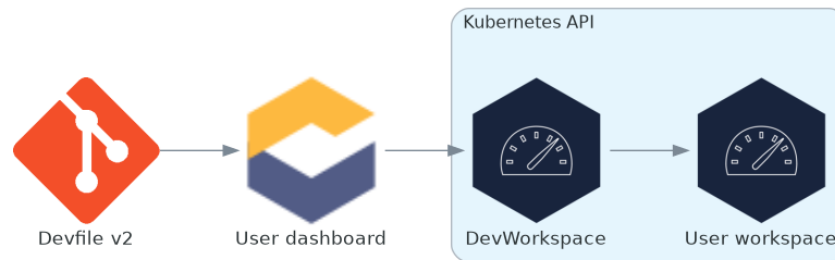 Kubernetes API
Devfile v2
User dashboard
DevWorkspace
User workspace